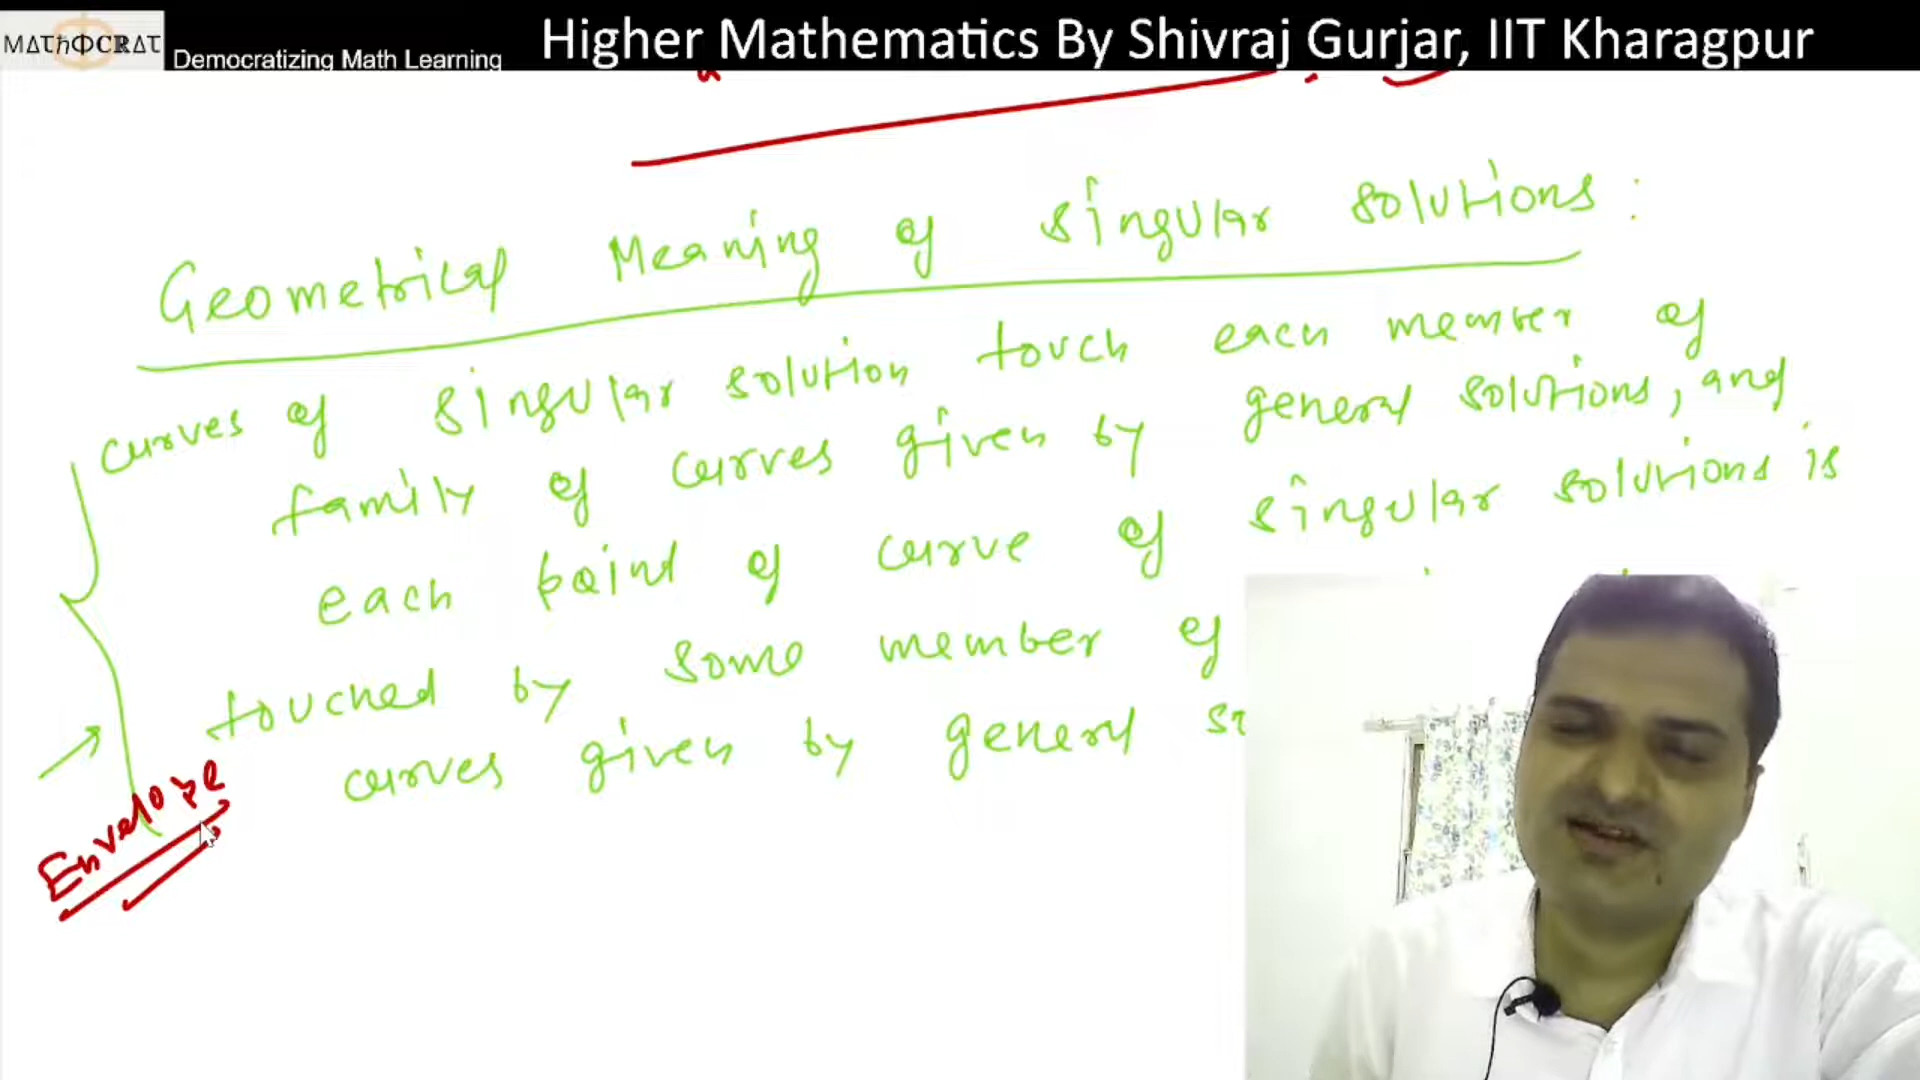 MATHOCRAT
Democratizing Math Learning
Higher Mathematics By Shivraj Gurjar, IIT Kharagpur
Geometrical Meaning of singular solutions:
curves of singular solution touch each member of
family of curves given by general solutions, and
each point of curve of singular solutions is
touched by some member of
curves given by general
Envelope